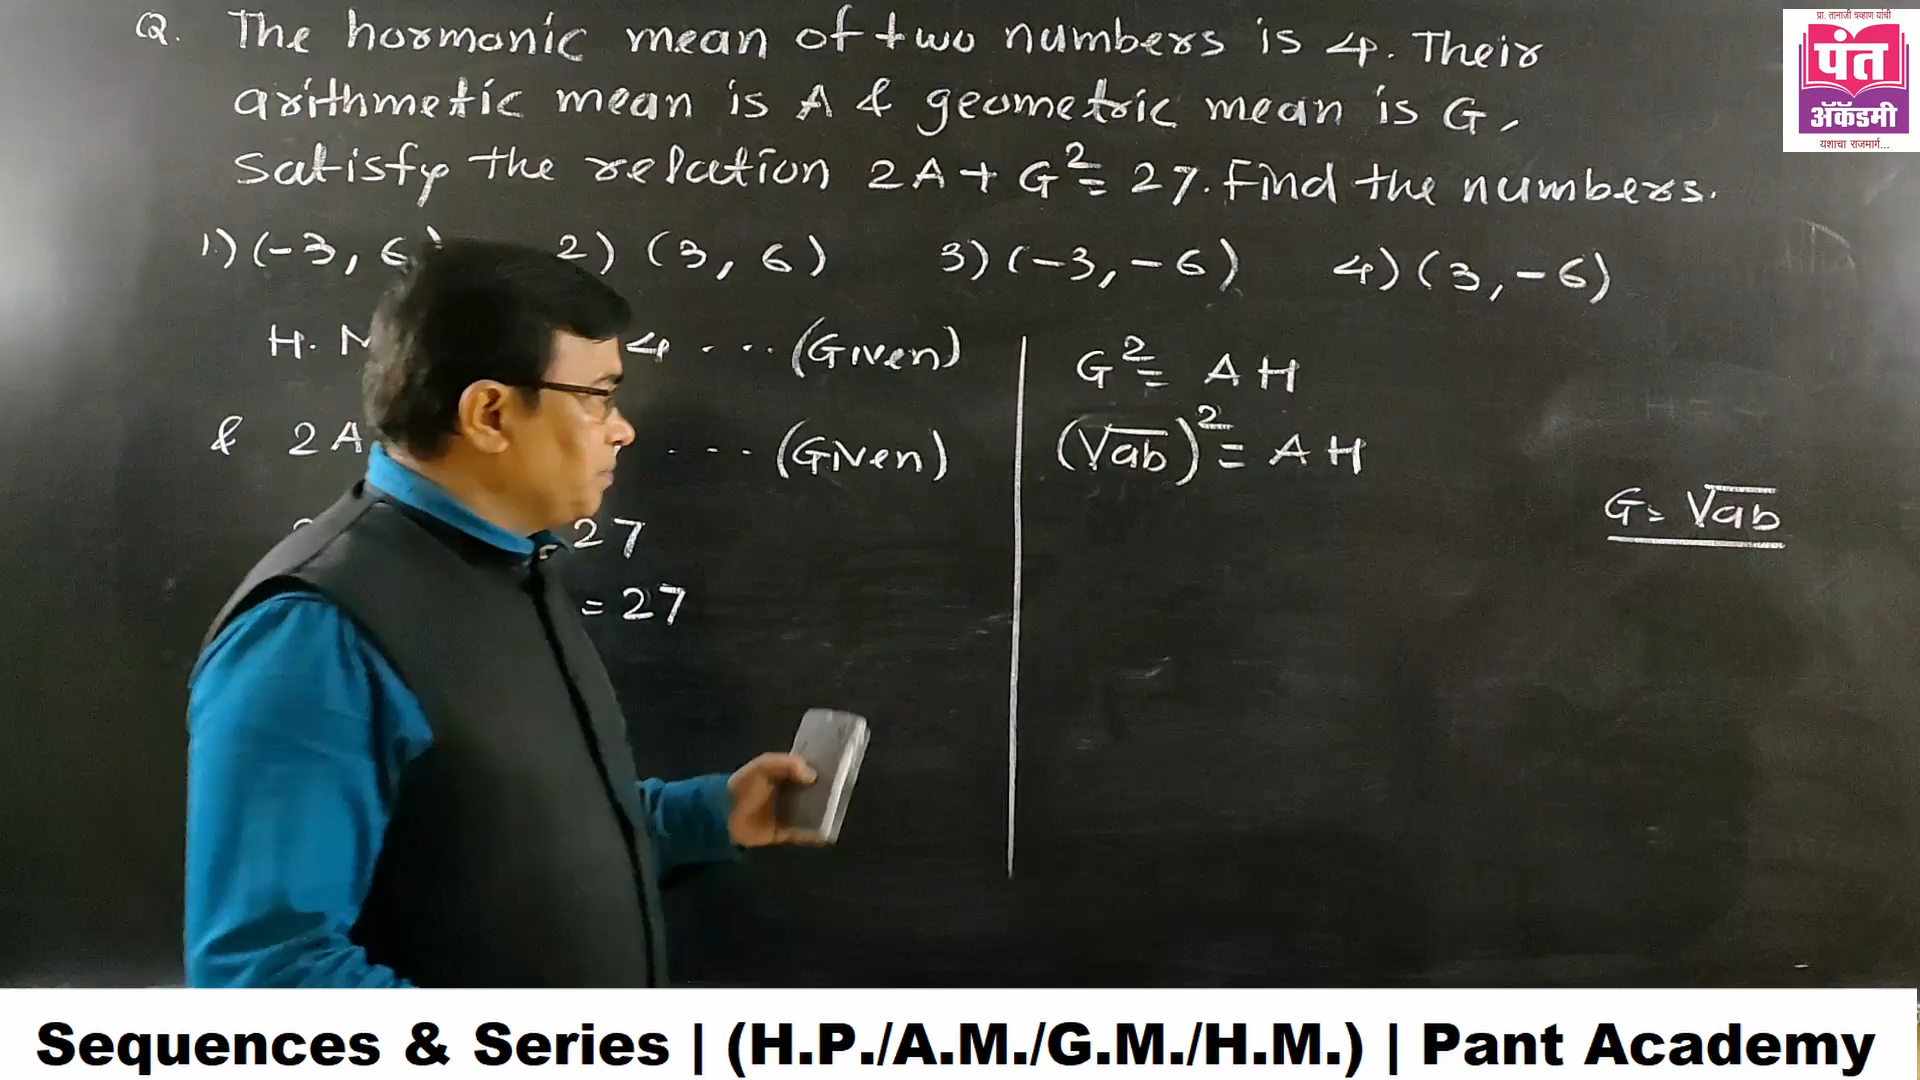 Q. The hormonic mean of two numbers is 4. Their
arithmetic mean is A & geometric mean is G,
Satisfy the relation 2A + G² = 27. Find the numbers.
1) (-3, 6) 2) (3, 6) 3) (-3, -6) 4) (3, -6)
H. 4 ... (Given)
& 2A ... (Given)
27
= 27
G² = AH
(√ab)² = AH
G = √ab
प्रा. तानाजी चव्हाण यांची
पंत
अ‍ॅकॅडमी
यशाचा राजमार्ग...
Sequences & Series | (H.P./A.M./G.M./H.M.) | Pant Academy